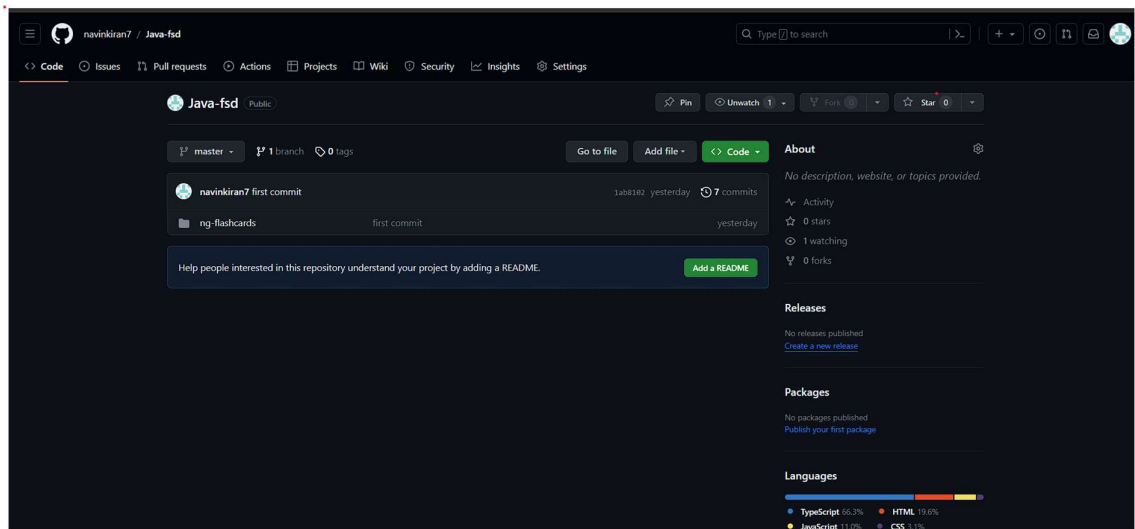 navinkiran7 / Java-fsd
Type / to search
Code Issues Pull requests Actions Projects Wiki Security Insights Settings
Java-fsd Public
Pin Unwatch 1 Fork 0 Star 0
master 1 branch 0 tags Go to file Add file Code
navinkiran7 first commit 1ab8102 yesterday 7 commits
ng-flashcards first commit yesterday
Help people interested in this repository understand your project by adding a README. Add a README
About
No description, website, or topics provided.
Activity
0 stars
1 watching
0 forks
Releases
No releases published
Create a new release
Packages
No packages published
Publish your first package
Languages
TypeScript 66.3% HTML 19.6%
JavaScript 11.0% CSS 3.1%